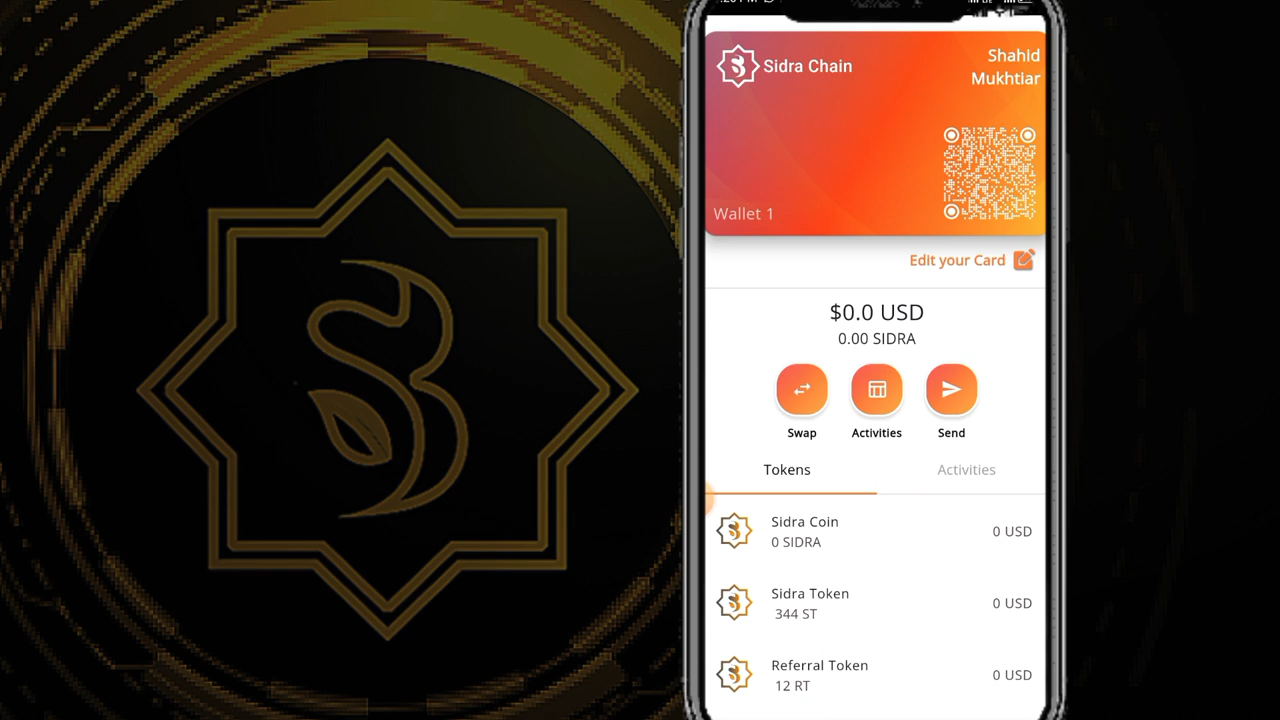 Sidra Chain
Shahid
Mukhtiar
Wallet 1
Edit your Card
$0.0 USD
0.00 SIDRA
Swap
Activities
Send
Tokens
Activities
Sidra Coin
0 SIDRA
0 USD
Sidra Token
344 ST
0 USD
Referral Token
12 RT
0 USD